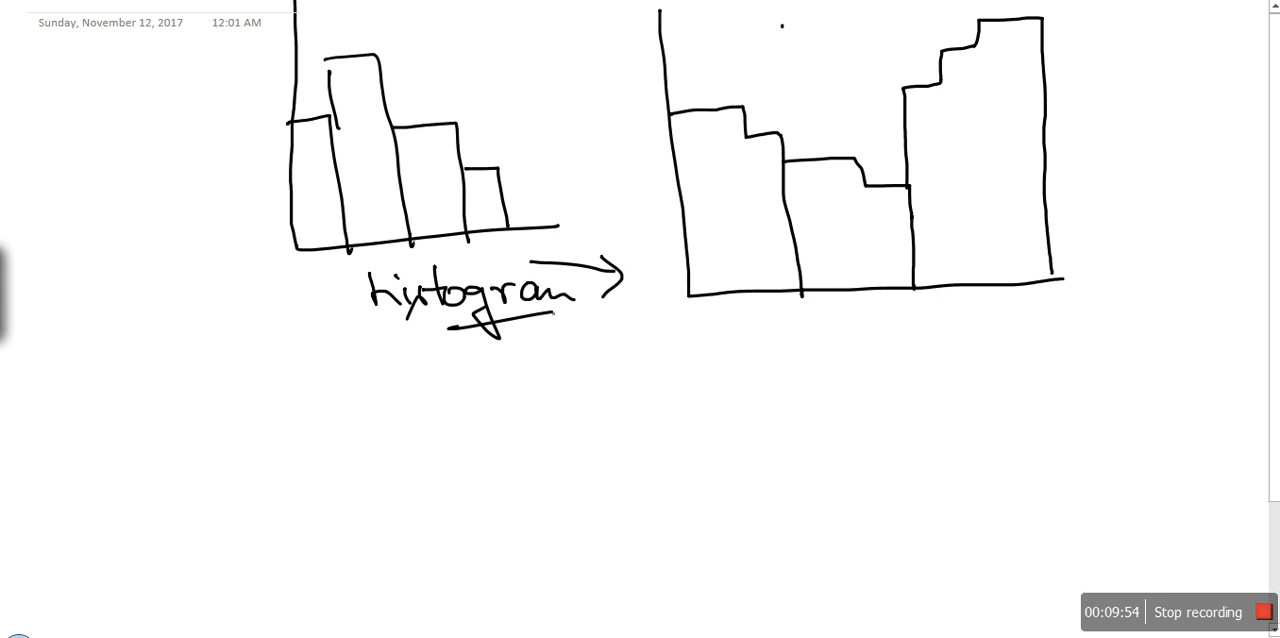 Sunday, November 12, 2017 12:01 AM
histogram
00:09:54 Stop recording